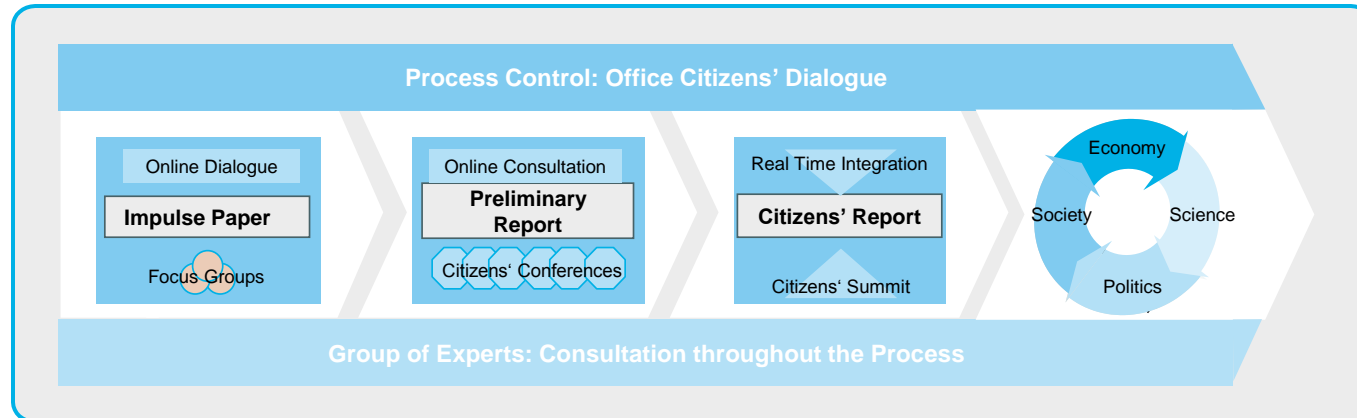 Process Control: Office Citizens’ Dialogue
Online Dialogue
Impulse Paper
Focus Groups
Online Consultation
Preliminary
Report
Citizens‘ Conferences
Real Time Integration
Citizens’ Report
Citizens‘ Summit
Economy
Society
Science
Politics
Group of Experts: Consultation throughout the Process